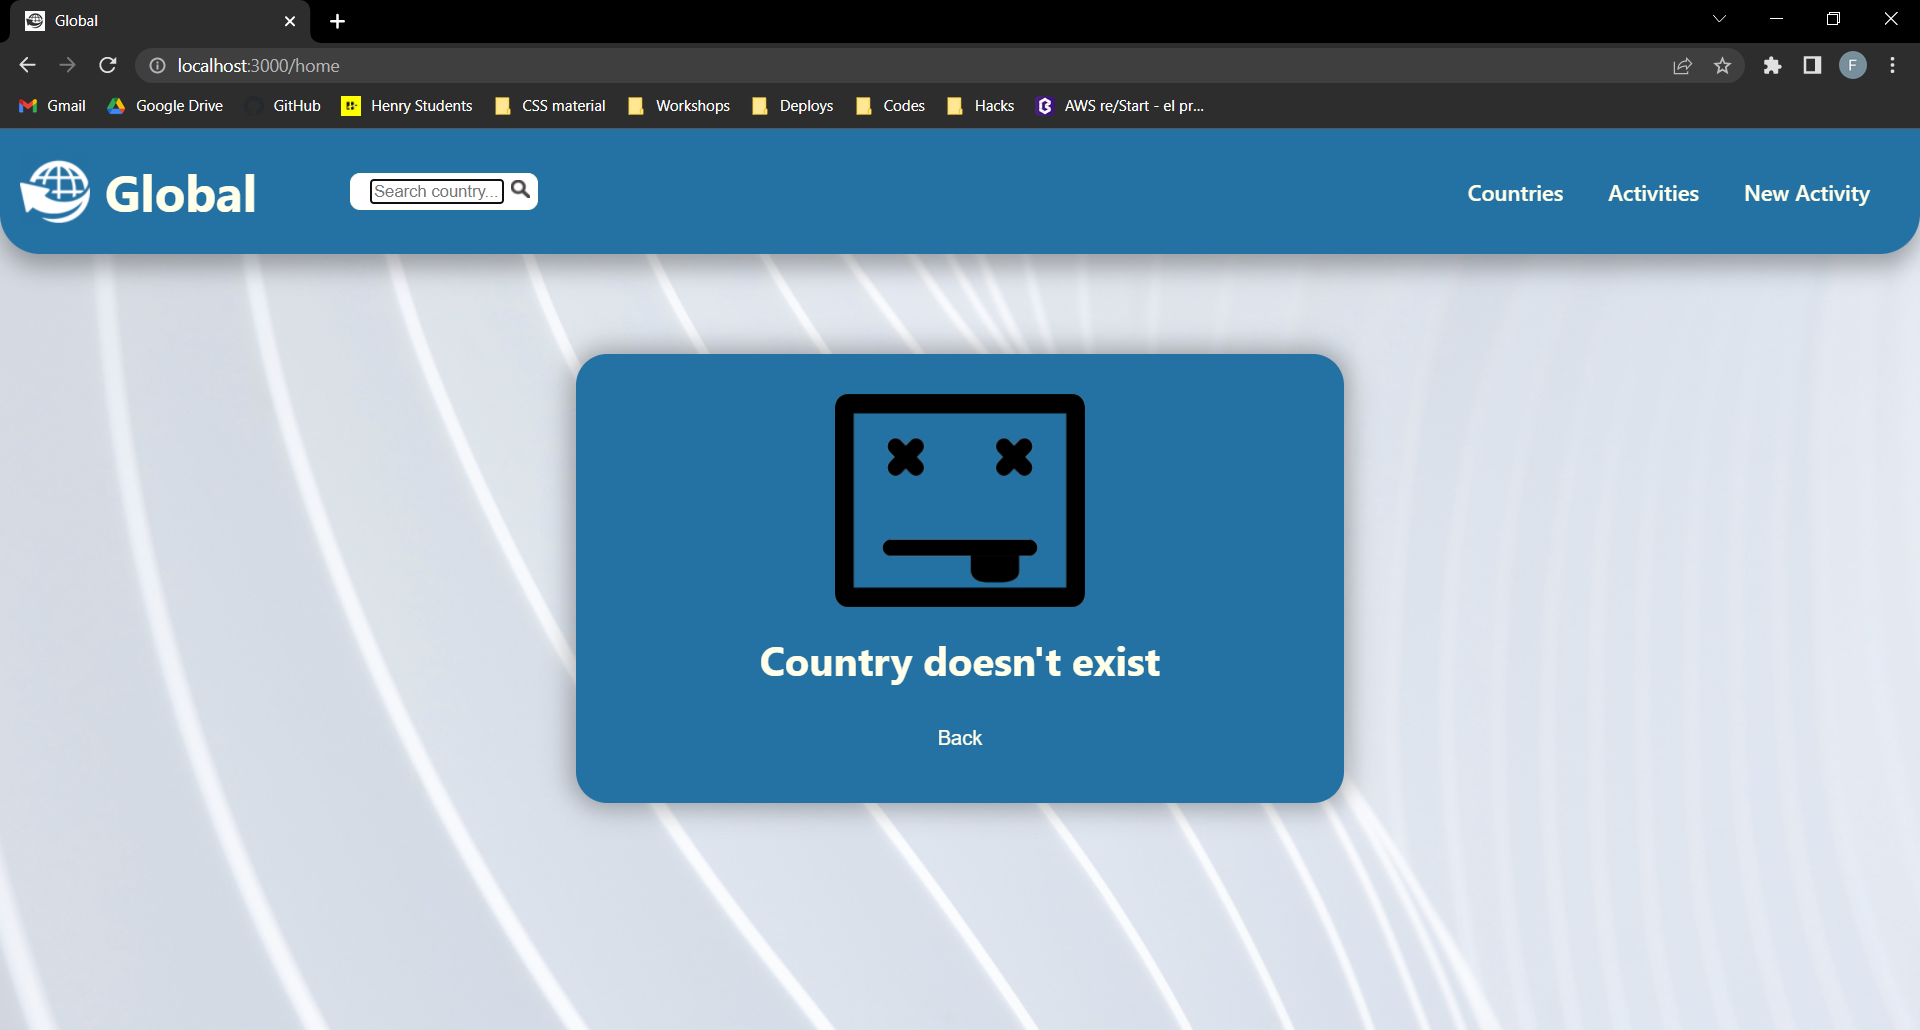 Global
localhost:3000/home
F
Gmail Google Drive GitHub Henry Students CSS material Workshops Deploys Codes Hacks AWS re/Start - el pr...
Global
Search country...
Countries Activities New Activity
Country doesn't exist
Back